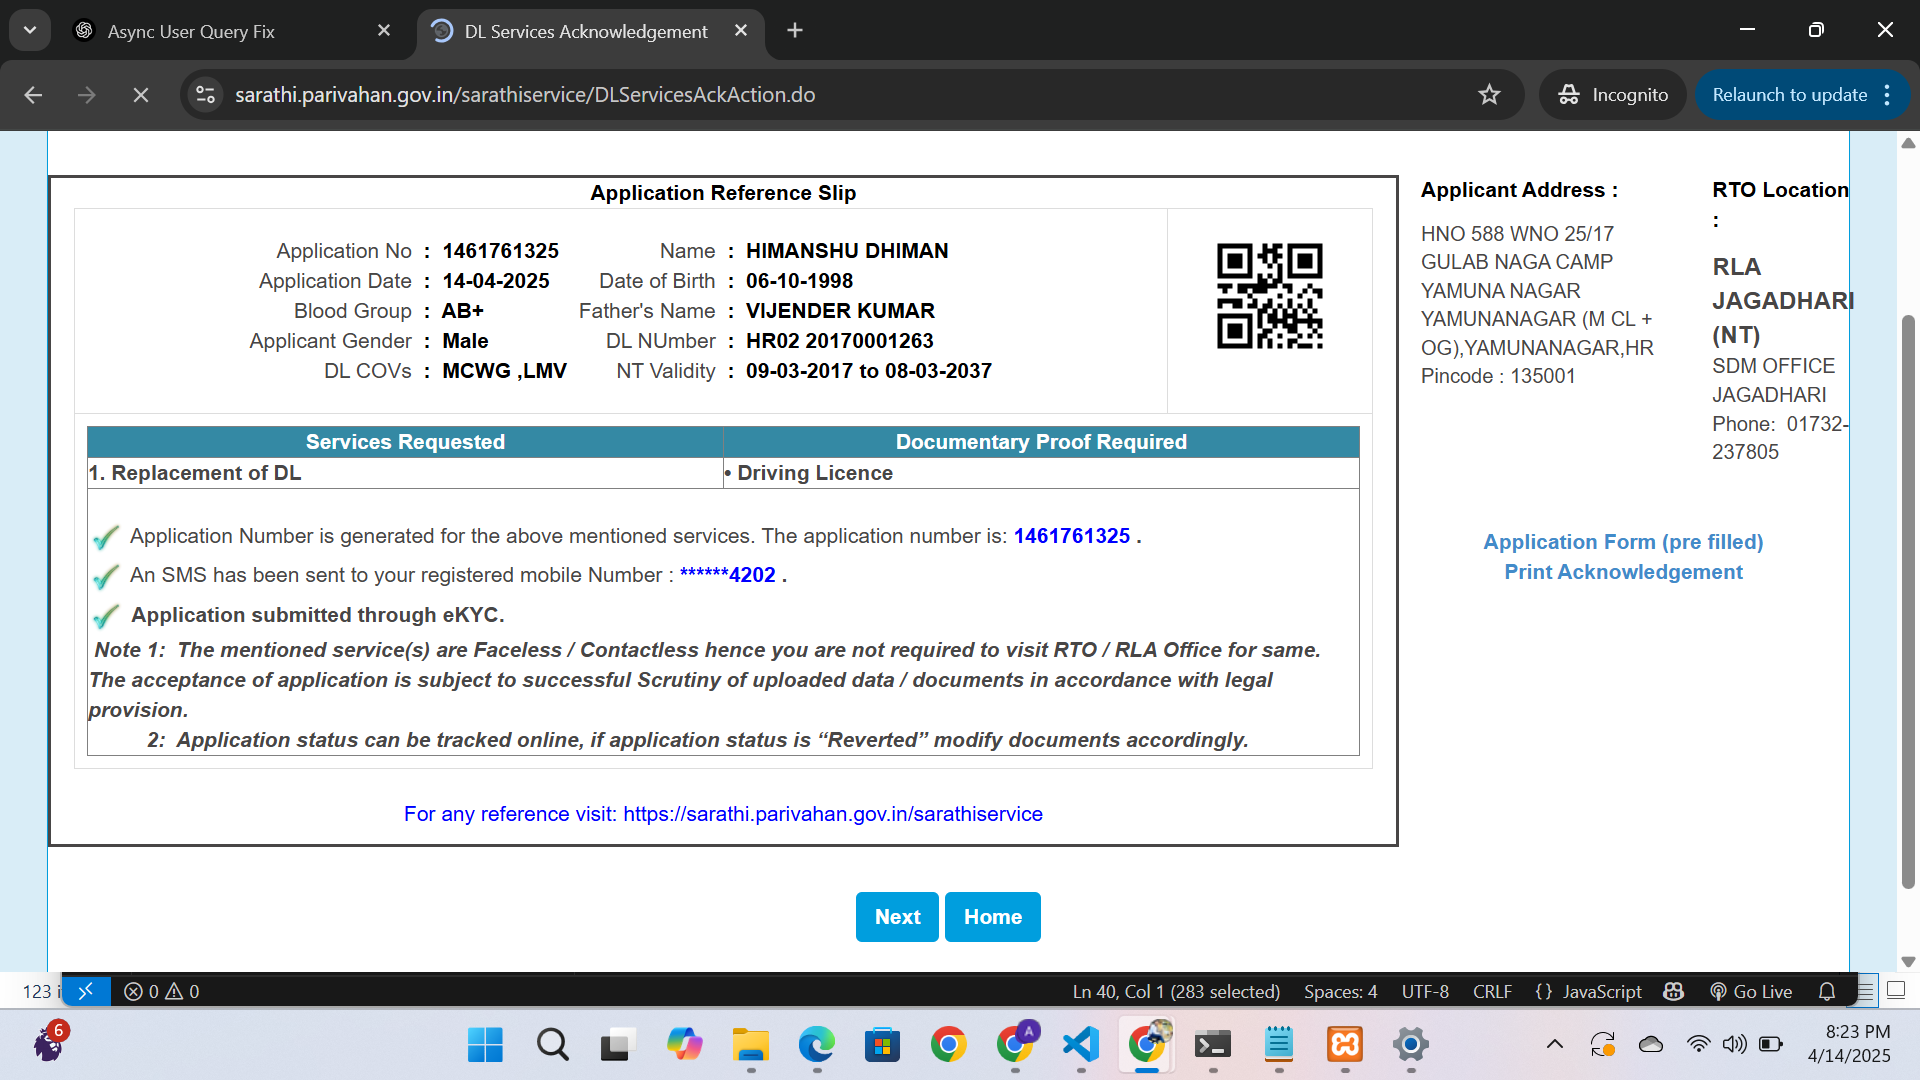 Async User Query Fix
DL Services Acknowledgement
sarathi.parivahan.gov.in/sarathiservice/DLServicesAckAction.do
Incognito
Relaunch to update
Application Reference Slip
Application No : 1461761325 Name : HIMANSHU DHIMAN
Application Date : 14-04-2025 Date of Birth : 06-10-1998
Blood Group : AB+ Father's Name : VIJENDER KUMAR
Applicant Gender : Male DL NUmber : HR02 20170001263
DL COVs : MCWG ,LMV NT Validity : 09-03-2017 to 08-03-2037
Services Requested Documentary Proof Required
1. Replacement of DL • Driving Licence
Application Number is generated for the above mentioned services. The application number is: 1461761325 .
An SMS has been sent to your registered mobile Number : ******4202 .
Application submitted through eKYC.
Note 1: The mentioned service(s) are Faceless / Contactless hence you are not required to visit RTO / RLA Office for same.
The acceptance of application is subject to successful Scrutiny of uploaded data / documents in accordance with legal
provision.
2: Application status can be tracked online, if application status is “Reverted” modify documents accordingly.
For any reference visit: https://sarathi.parivahan.gov.in/sarathiservice
Applicant Address :
HNO 588 WNO 25/17
GULAB NAGA CAMP
YAMUNA NAGAR
YAMUNANAGAR (M CL +
OG),YAMUNANAGAR,HR
Pincode : 135001
RTO Location
:
RLA
JAGADHARI
(NT)
SDM OFFICE
JAGADHARI
Phone: 01732-
237805
Application Form (pre filled)
Print Acknowledgement
Next Home
123 i
0 0
Ln 40, Col 1 (283 selected) Spaces: 4 UTF-8 CRLF {} JavaScript Go Live
6
A
8:23 PM
4/14/2025